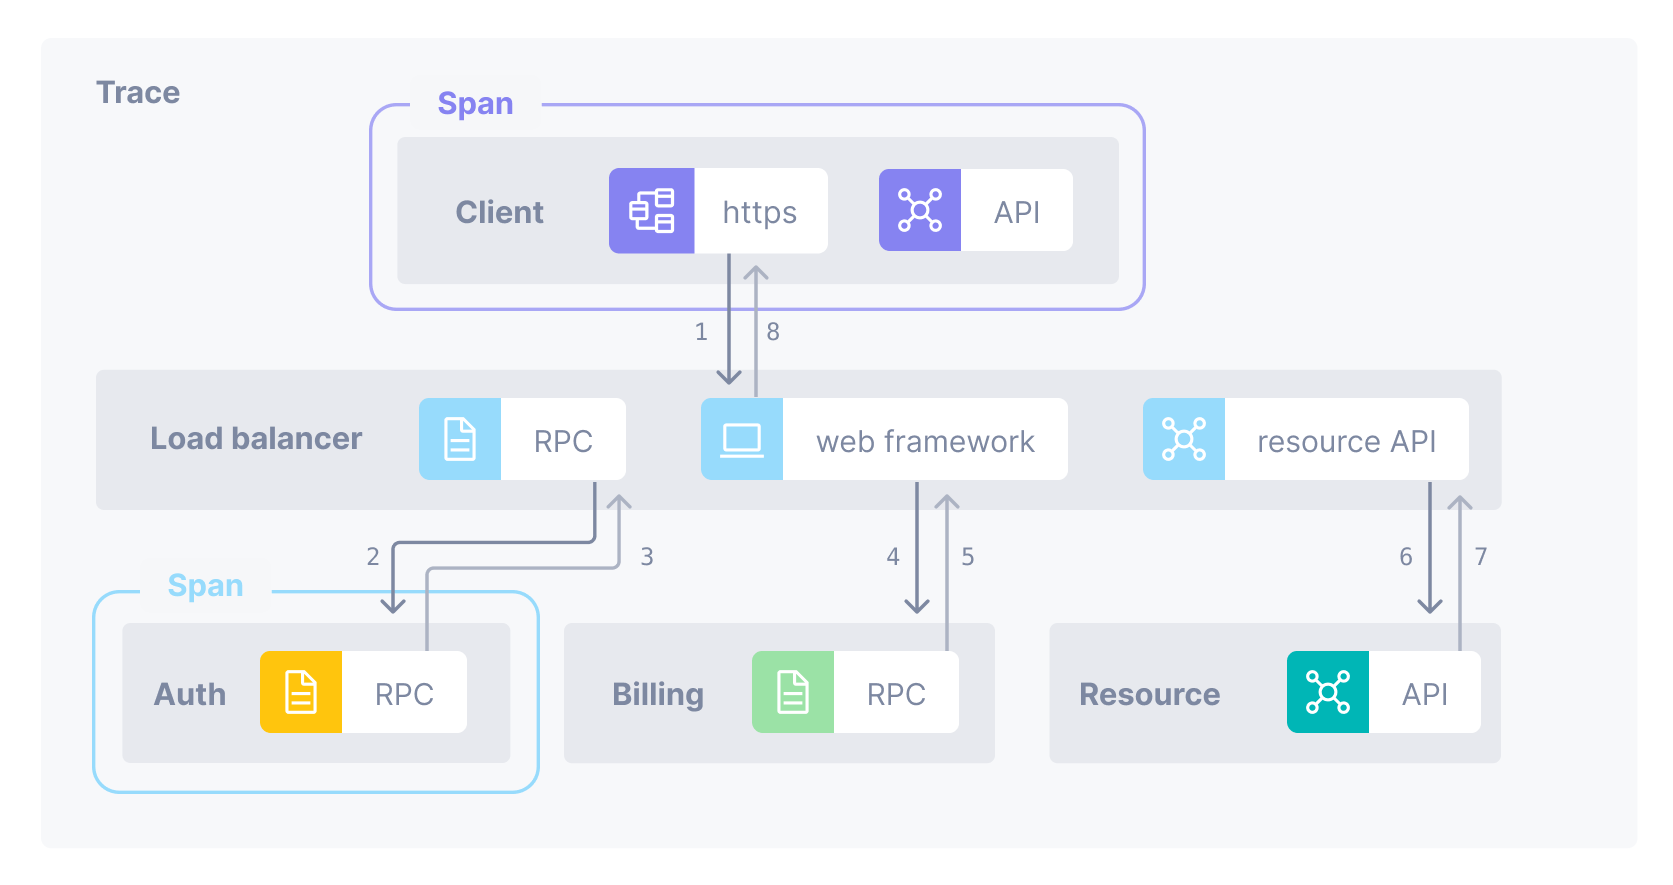 Trace
Span
Client
https
API
1
8
Load balancer
RPC
web framework
resource API
2
3
4
5
6
7
Span
Auth
RPC
Billing
RPC
Resource
API